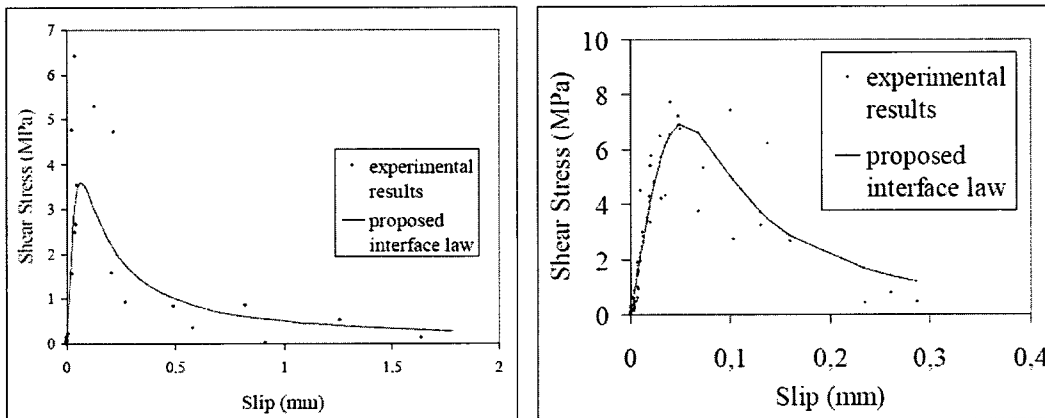 7
6
5
4
3
2
1
0
Shear Stress (MPa)
experimental
results
proposed
interface law
0 0.5 1 1.5 2
Slip (mm)
10
8
6
4
2
0
Shear Stress (MPa)
experimental
results
proposed
interface law
0 0,1 0,2 0,3 0,4
Slip (mm)